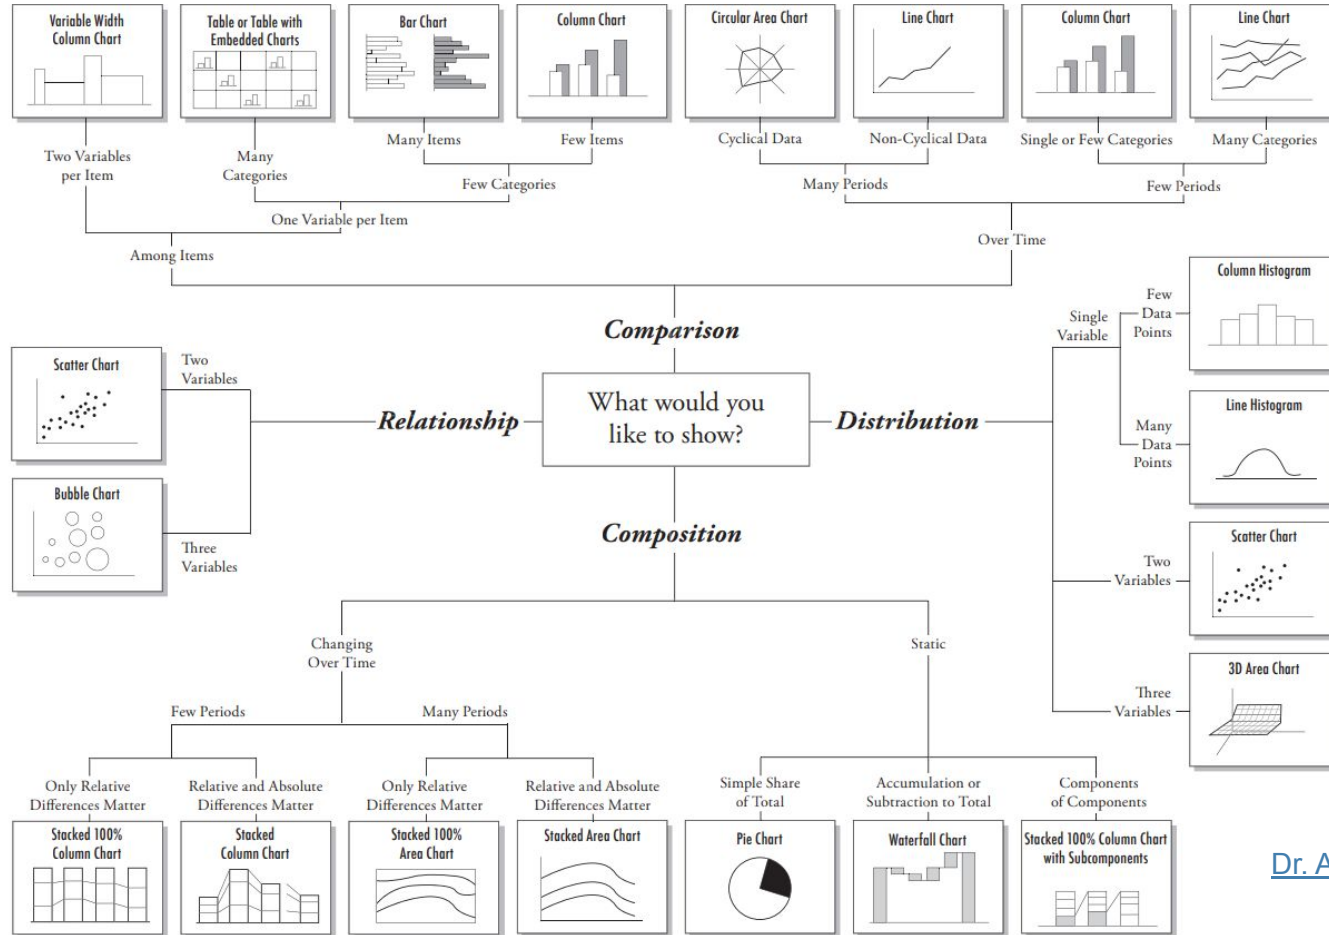 Variable Width
Column Chart
Table or Table with
Embedded Charts
Bar Chart
Column Chart
Circular Area Chart
Line Chart
Column Chart
Line Chart
Two Variables
per Item
Many
Categories
Many Items
Few Items
Cyclical Data
Non-Cyclical Data
Single or Few Categories
Many Categories
Few Categories
Many Periods
Few Periods
One Variable per Item
Among Items
Over Time
Comparison
What would you
like to show?
Relationship
Two
Variables
Scatter Chart
Three
Variables
Bubble Chart
Distribution
Single
Variable
Few
Data
Points
Column Histogram
Many
Data
Points
Line Histogram
Two
Variables
Scatter Chart
Three
Variables
3D Area Chart
Composition
Changing
Over Time
Static
Few Periods
Many Periods
Only Relative
Differences Matter
Relative and Absolute
Differences Matter
Only Relative
Differences Matter
Relative and Absolute
Differences Matter
Simple Share
of Total
Accumulation or
Subtraction to Total
Components
of Components
Stacked 100%
Column Chart
Stacked
Column Chart
Stacked 100%
Area Chart
Stacked Area Chart
Pie Chart
Waterfall Chart
Stacked 100% Column Chart
with Subcomponents
Dr. A